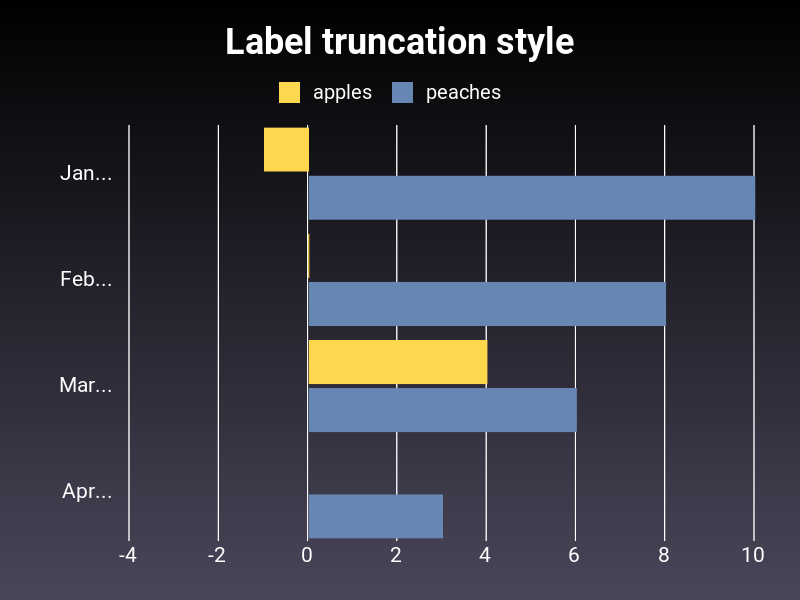 Label truncation style
apples peaches
Jan...
Feb...
Mar...
Apr...
-4 -2 0 2 4 6 8 10